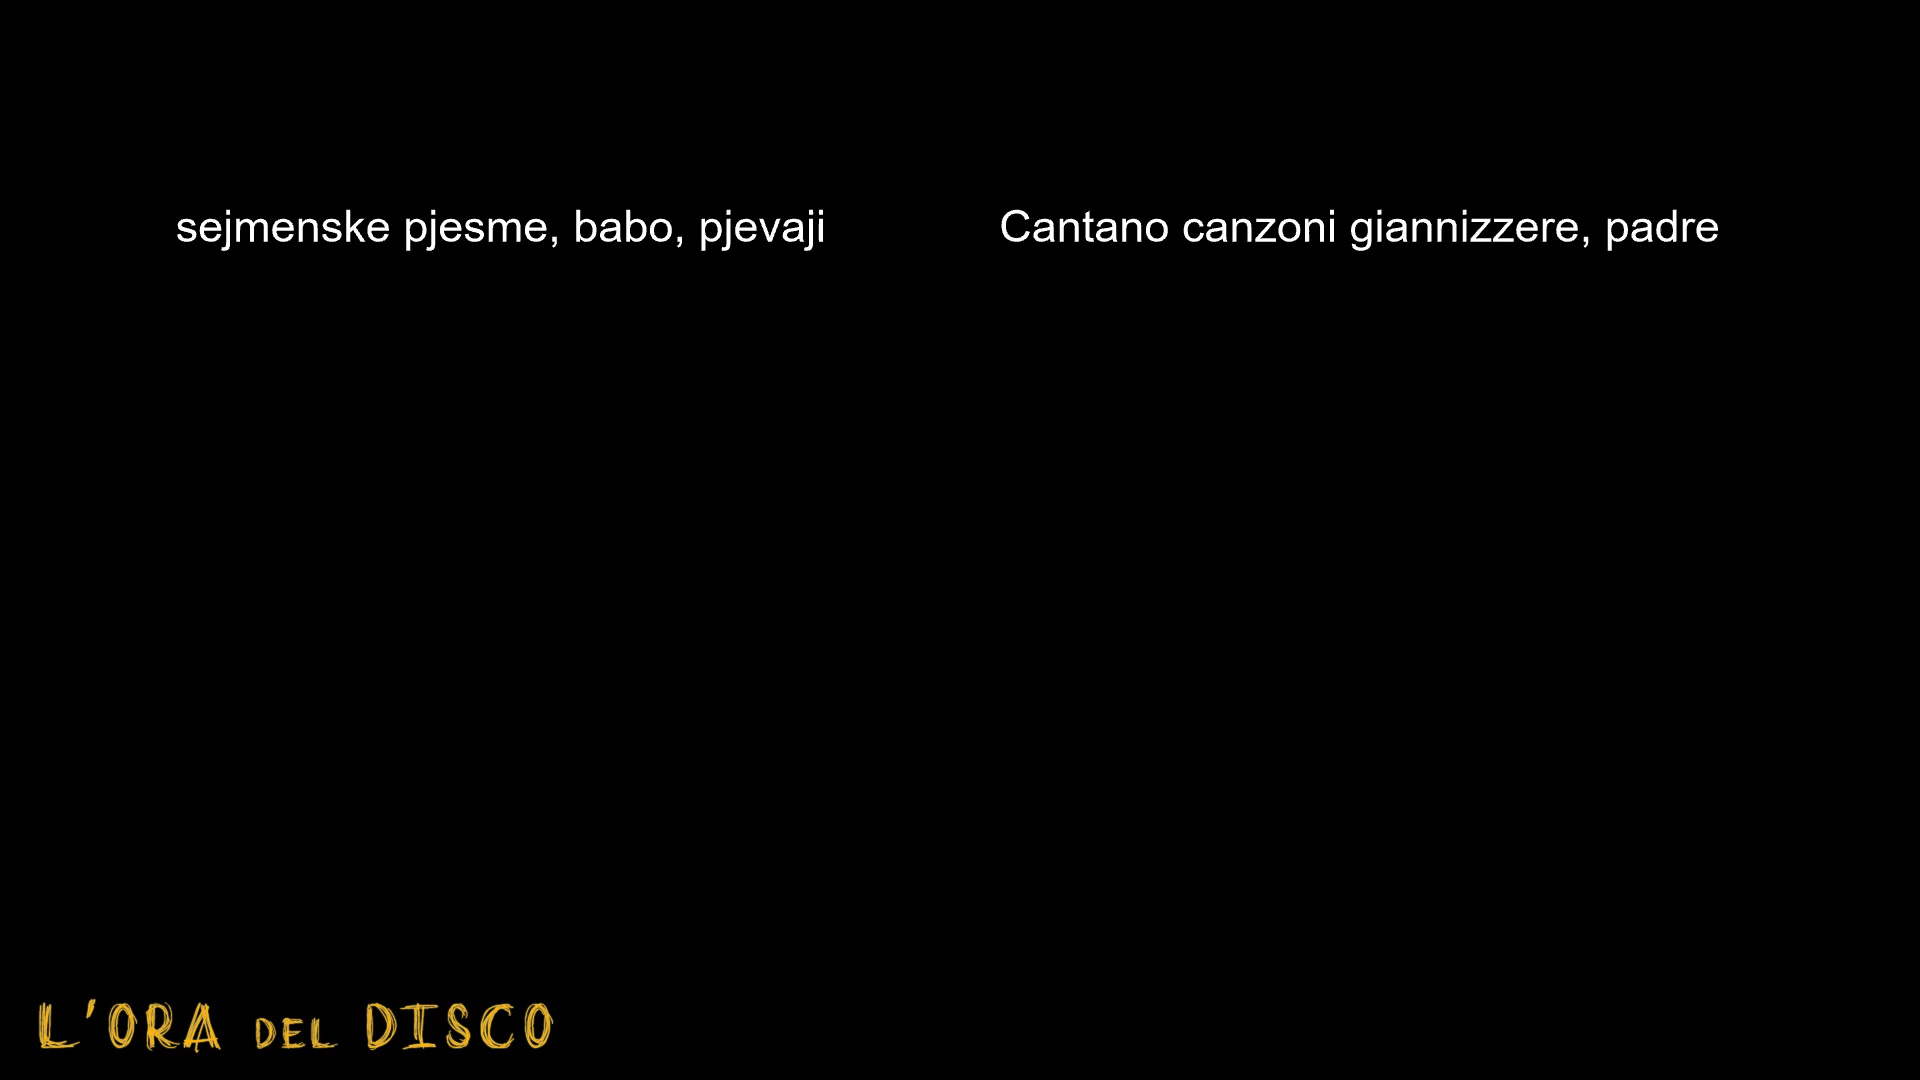 sejmenske pjesme, babo, pjevaji
Cantano canzoni giannizzere, padre
L'ORA DEL DISCO